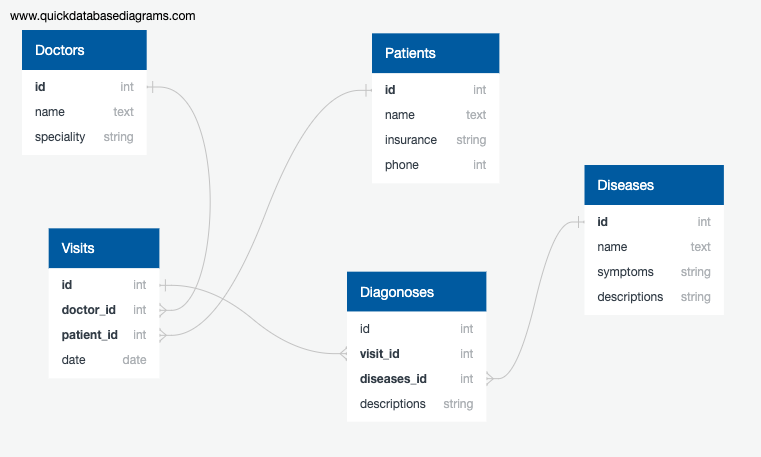 www.quickdatabasediagrams.com
Doctors
id int
name text
speciality string
Patients
id int
name text
insurance string
phone int
Diseases
id int
name text
symptoms string
descriptions string
Visits
id int
doctor_id int
patient_id int
date date
Diagonoses
id int
visit_id int
diseases_id int
descriptions string